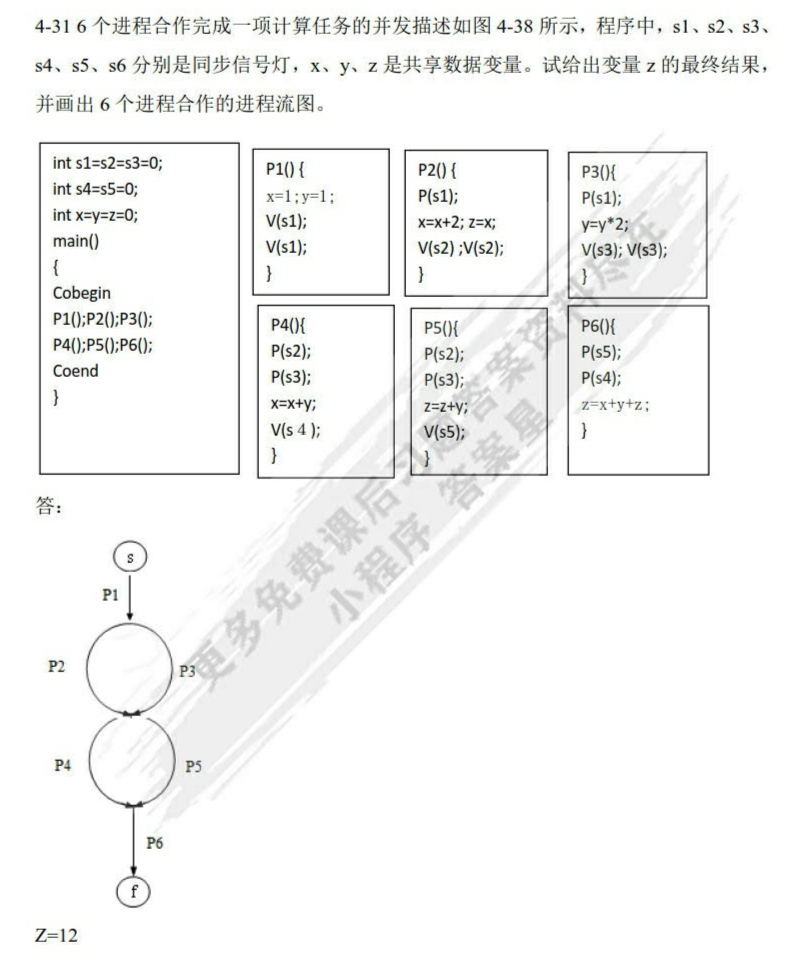 4-31 6 个进程合作完成一项计算任务的并发描述如图 4-38 所示，程序中，s1、s2、s3、
s4、s5、s6 分别是同步信号灯，x、y、z 是共享数据变量。试给出变量 z 的最终结果，
并画出 6 个进程合作的进程流图。
int s1=s2=s3=0;
int s4=s5=0;
int x=y=z=0;
main()
{
Cobegin
P1();P2();P3();
P4();P5();P6();
Coend
}
P1() {
x=1;y=1;
V(s1);
V(s1);
}
P2() {
P(s1);
x=x+2; z=x;
V(s2) ;V(s2);
}
P3(){
P(s1);
y=y*2;
V(s3); V(s3);
}
P4(){
P(s2);
P(s3);
x=x+y;
V(s 4 );
}
P5(){
P(s2);
P(s3);
z=z+y;
V(s5);
}
P6(){
P(s5);
P(s4);
z=x+y+z;
}
答：
s
P1
P2
P3
P4
P5
P6
f
Z=12
更多免费课后习题答案资料尽在
小程序 答案星